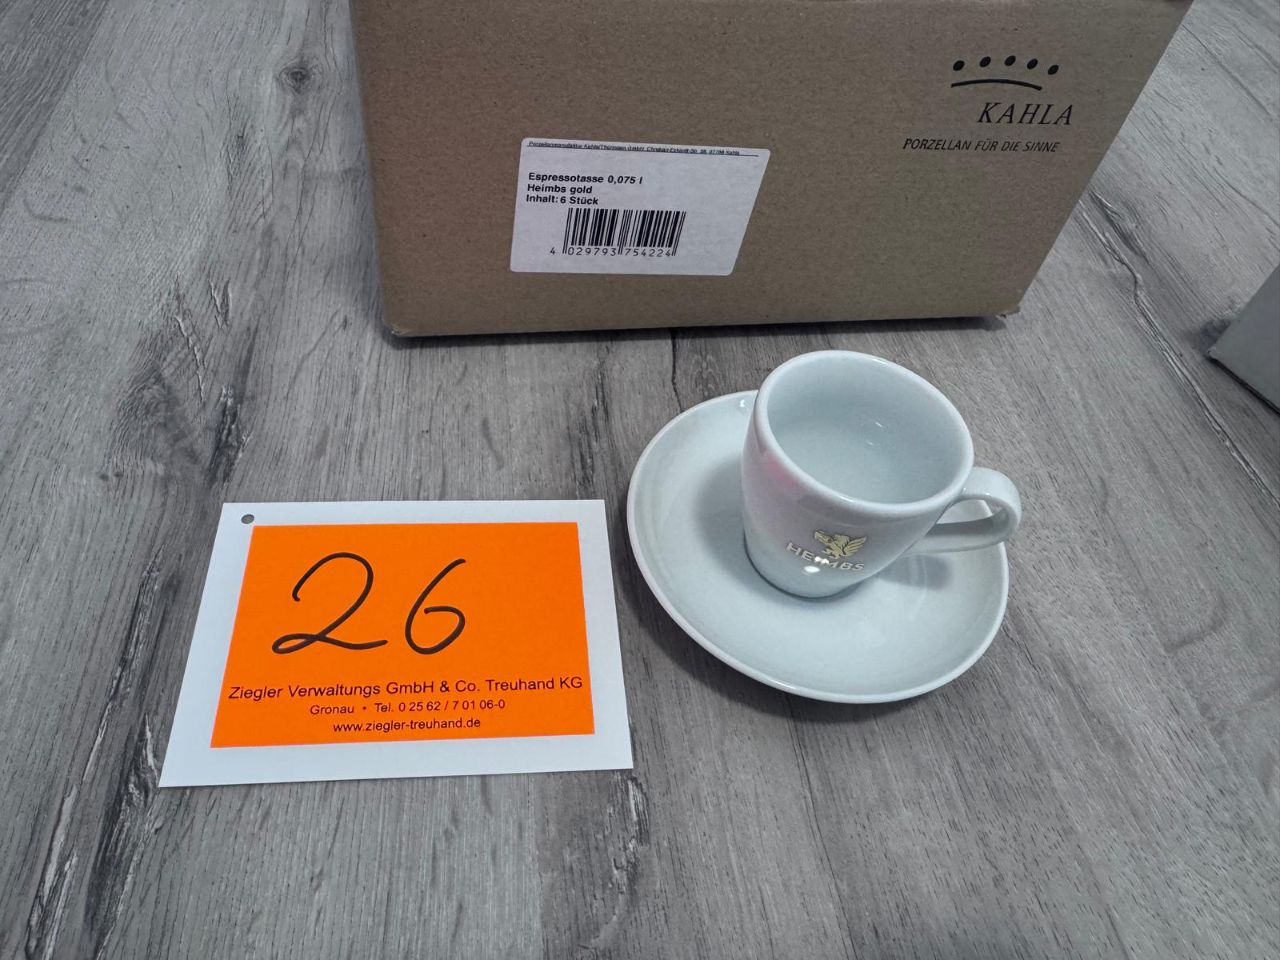 KAHLA
PORZELLAN FÜR DIE SINNE
Espressotasse 0,075 l
Heimbs gold
Inhalt: 6 Stück
4 029793 754224
HEIMBS
26
Ziegler Verwaltungs GmbH & Co. Treuhand KG
Gronau • Tel. 0 25 62 / 7 01 06-0
www.ziegler-treuhand.de